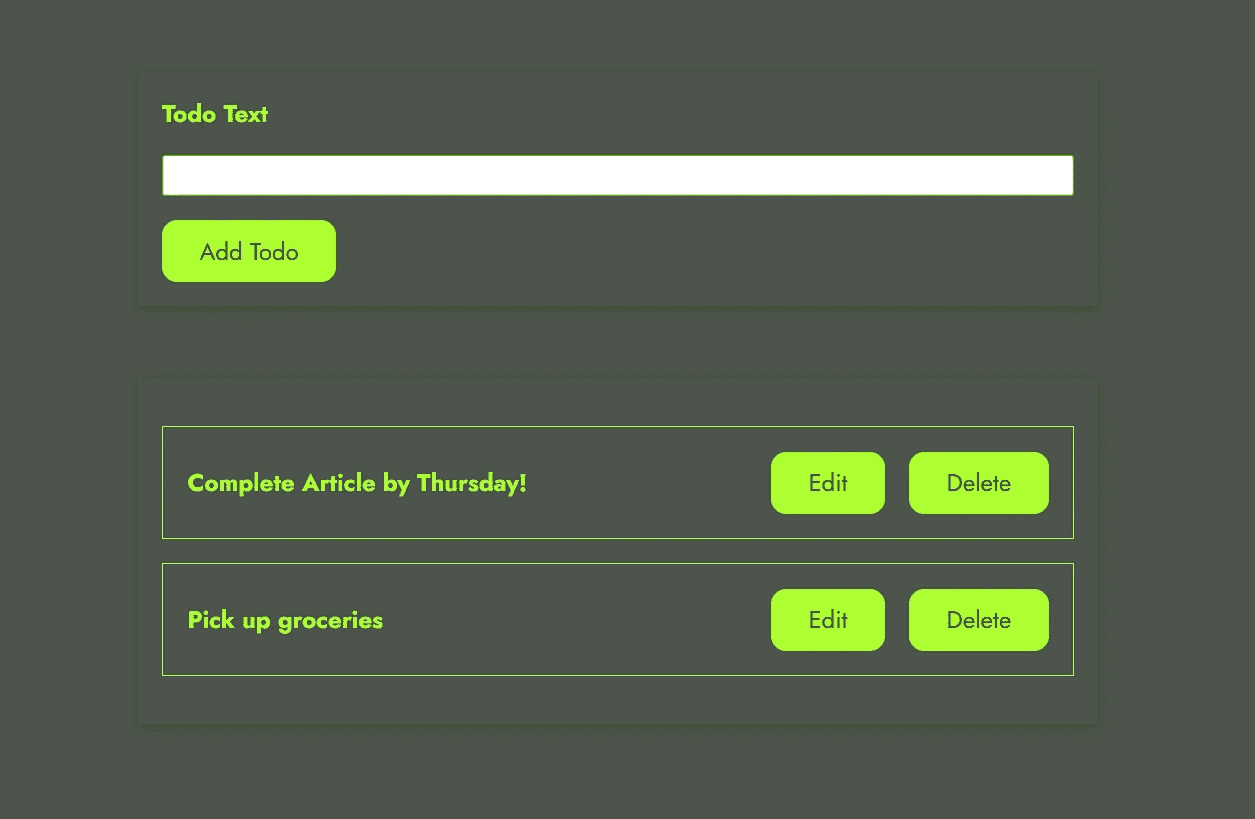 Todo Text
Add Todo
Complete Article by Thursday!
Edit
Delete
Pick up groceries
Edit
Delete